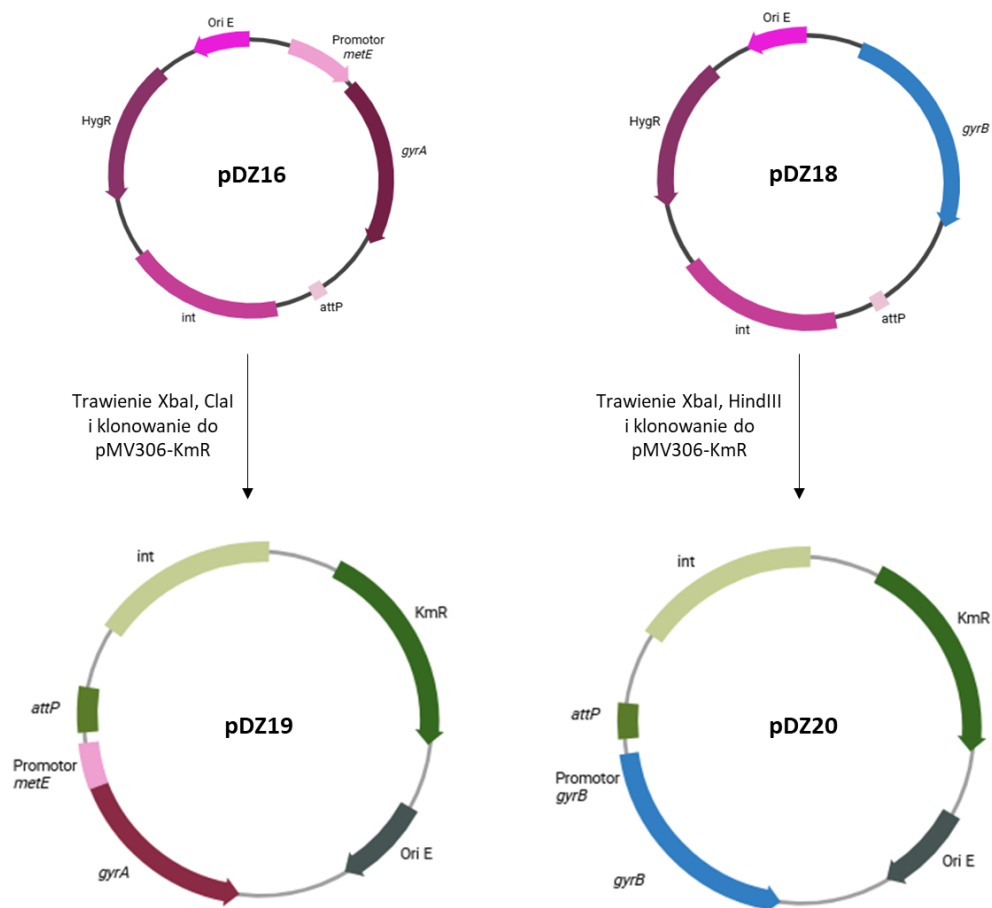 Ori E
Promotor
metE
HygR
gyrA
pDZ16
attP
int
Ori E
HygR
gyrB
pDZ18
attP
int
Trawienie XbaI, ClaI
i klonowanie do
pMV306-KmR
Trawienie XbaI, HindIII
i klonowanie do
pMV306-KmR
int
KmR
attP
pDZ19
Promotor
metE
Ori E
gyrA
int
KmR
attP
pDZ20
Promotor
gyrB
Ori E
gyrB